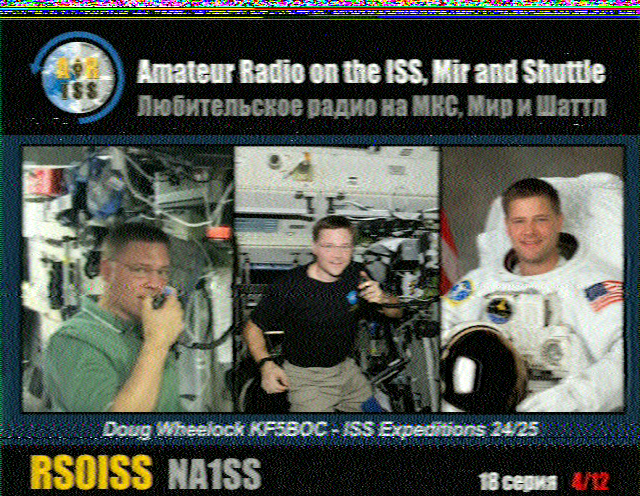 ARISS
Amateur Radio on the ISS, Mir and Shuttle
Любительское радио на МКС, Мир и Шаттл
Doug Wheelock KF5BOC - ISS Expeditions 24/25
RS0ISS NA1SS
18 серия 4/12